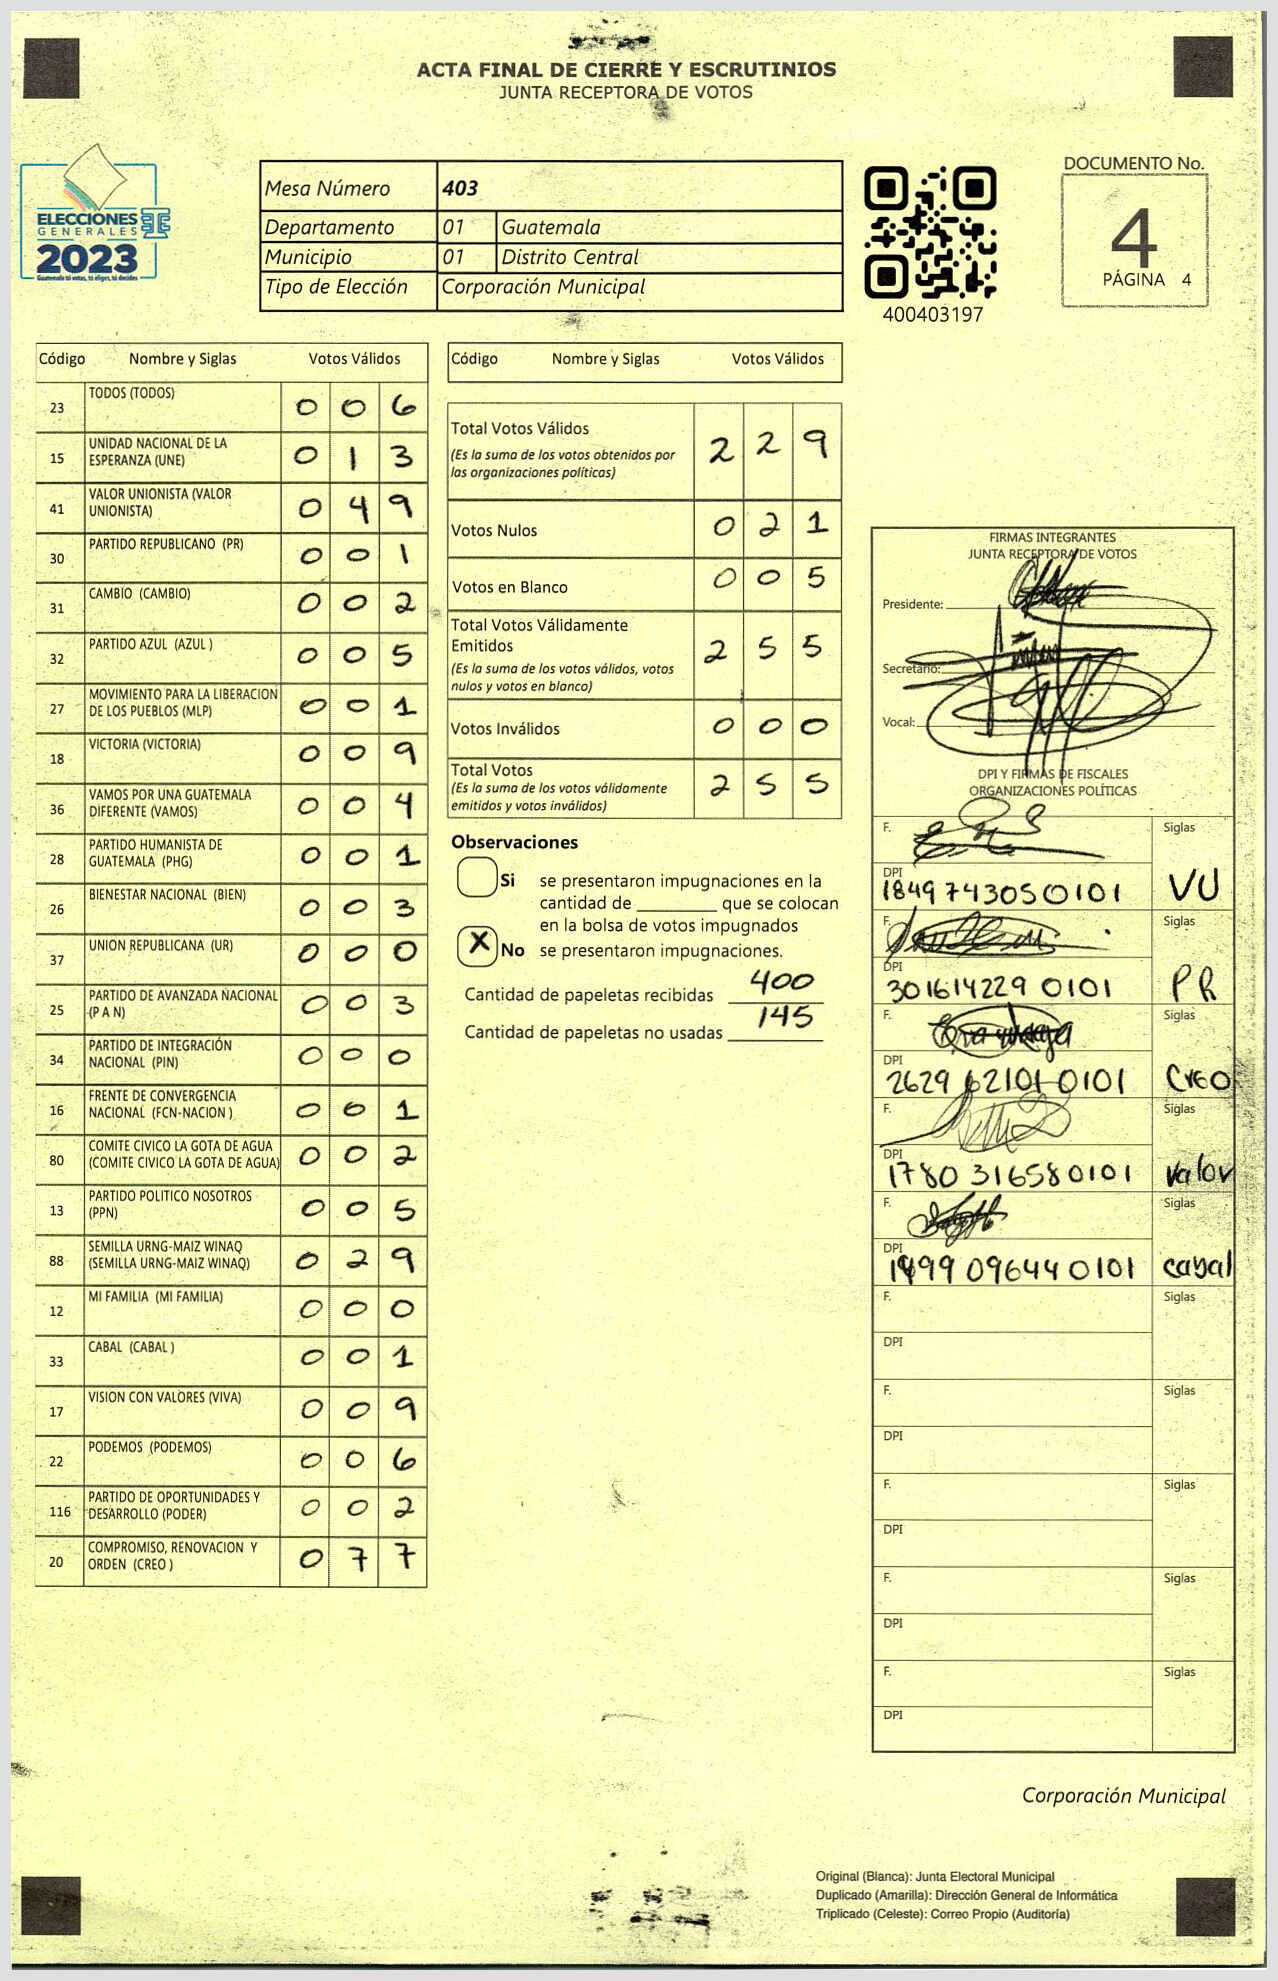 ACTA FINAL DE CIERRE Y ESCRUTINIOS
JUNTA RECEPTORA DE VOTOS
ELECCIONES
GENERALES
2023
Guatemala tú votas, tú eliges, tú decides
Mesa Número 403
Departamento 01 Guatemala
Municipio 01 Distrito Central
Tipo de Elección Corporación Municipal
400403197
DOCUMENTO No.
4
PÁGINA 4
Código Nombre y Siglas Votos Válidos
23 TODOS (TODOS) 0 0 6
15 UNIDAD NACIONAL DE LA ESPERANZA (UNE) 0 1 3
41 VALOR UNIONISTA (VALOR UNIONISTA) 0 4 9
30 PARTIDO REPUBLICANO (PR) 0 0 1
31 CAMBIO (CAMBIO) 0 0 2
32 PARTIDO AZUL (AZUL ) 0 0 5
27 MOVIMIENTO PARA LA LIBERACION DE LOS PUEBLOS (MLP) 0 0 1
18 VICTORIA (VICTORIA) 0 0 9
36 VAMOS POR UNA GUATEMALA DIFERENTE (VAMOS) 0 0 4
28 PARTIDO HUMANISTA DE GUATEMALA (PHG) 0 0 1
26 BIENESTAR NACIONAL (BIEN) 0 0 3
37 UNION REPUBLICANA (UR) 0 0 0
25 PARTIDO DE AVANZADA NACIONAL (P A N) 0 0 3
34 PARTIDO DE INTEGRACIÓN NACIONAL (PIN) 0 0 0
16 FRENTE DE CONVERGENCIA NACIONAL (FCN-NACION ) 0 0 1
80 COMITE CIVICO LA GOTA DE AGUA (COMITE CIVICO LA GOTA DE AGUA) 0 0 2
13 PARTIDO POLITICO NOSOTROS (PPN) 0 0 5
88 SEMILLA URNG-MAIZ WINAQ (SEMILLA URNG-MAIZ WINAQ) 0 2 9
12 MI FAMILIA (MI FAMILIA) 0 0 0
33 CABAL (CABAL ) 0 0 1
17 VISION CON VALORES (VIVA) 0 0 9
22 PODEMOS (PODEMOS) 0 0 6
116 PARTIDO DE OPORTUNIDADES Y DESARROLLO (PODER) 0 0 2
20 COMPROMISO, RENOVACION Y ORDEN (CREO ) 0 7 7
Código Nombre y Siglas Votos Válidos
Total Votos Válidos 2 2 9
(Es la suma de los votos obtenidos por
las organizaciones políticas)
Votos Nulos 0 2 1
Votos en Blanco 0 0 5
Total Votos Válidamente
Emitidos 2 5 5
(Es la suma de los votos válidos, votos
nulos y votos en blanco)
Votos Inválidos 0 0 0
Total Votos 2 5 5
(Es la suma de los votos válidamente
emitidos y votos inválidos)
Observaciones
Si se presentaron impugnaciones en la
cantidad de ________ que se colocan
en la bolsa de votos impugnados
X No se presentaron impugnaciones.
Cantidad de papeletas recibidas 400
Cantidad de papeletas no usadas 145
FIRMAS INTEGRANTES
JUNTA RECEPTORA DE VOTOS
Presidente:
Secretario:
Vocal:
DPI Y FIRMAS DE FISCALES
ORGANIZACIONES POLÍTICAS
F. Siglas
DPI
1849743050101 VU
F. Siglas
DPI
301614229 0101 PR
F. Siglas
DPI
2629 62101 0101 Creo
F. Siglas
DPI
1780 316580101 valor
F. Siglas
DPI
1999 09644 0101 cabal
F. Siglas
DPI
F. Siglas
DPI
F. Siglas
DPI
F. Siglas
DPI
F. Siglas
DPI
Corporación Municipal
Original (Blanca): Junta Electoral Municipal
Duplicado (Amarilla): Dirección General de Informática
Triplicado (Celeste): Correo Propio (Auditoría)